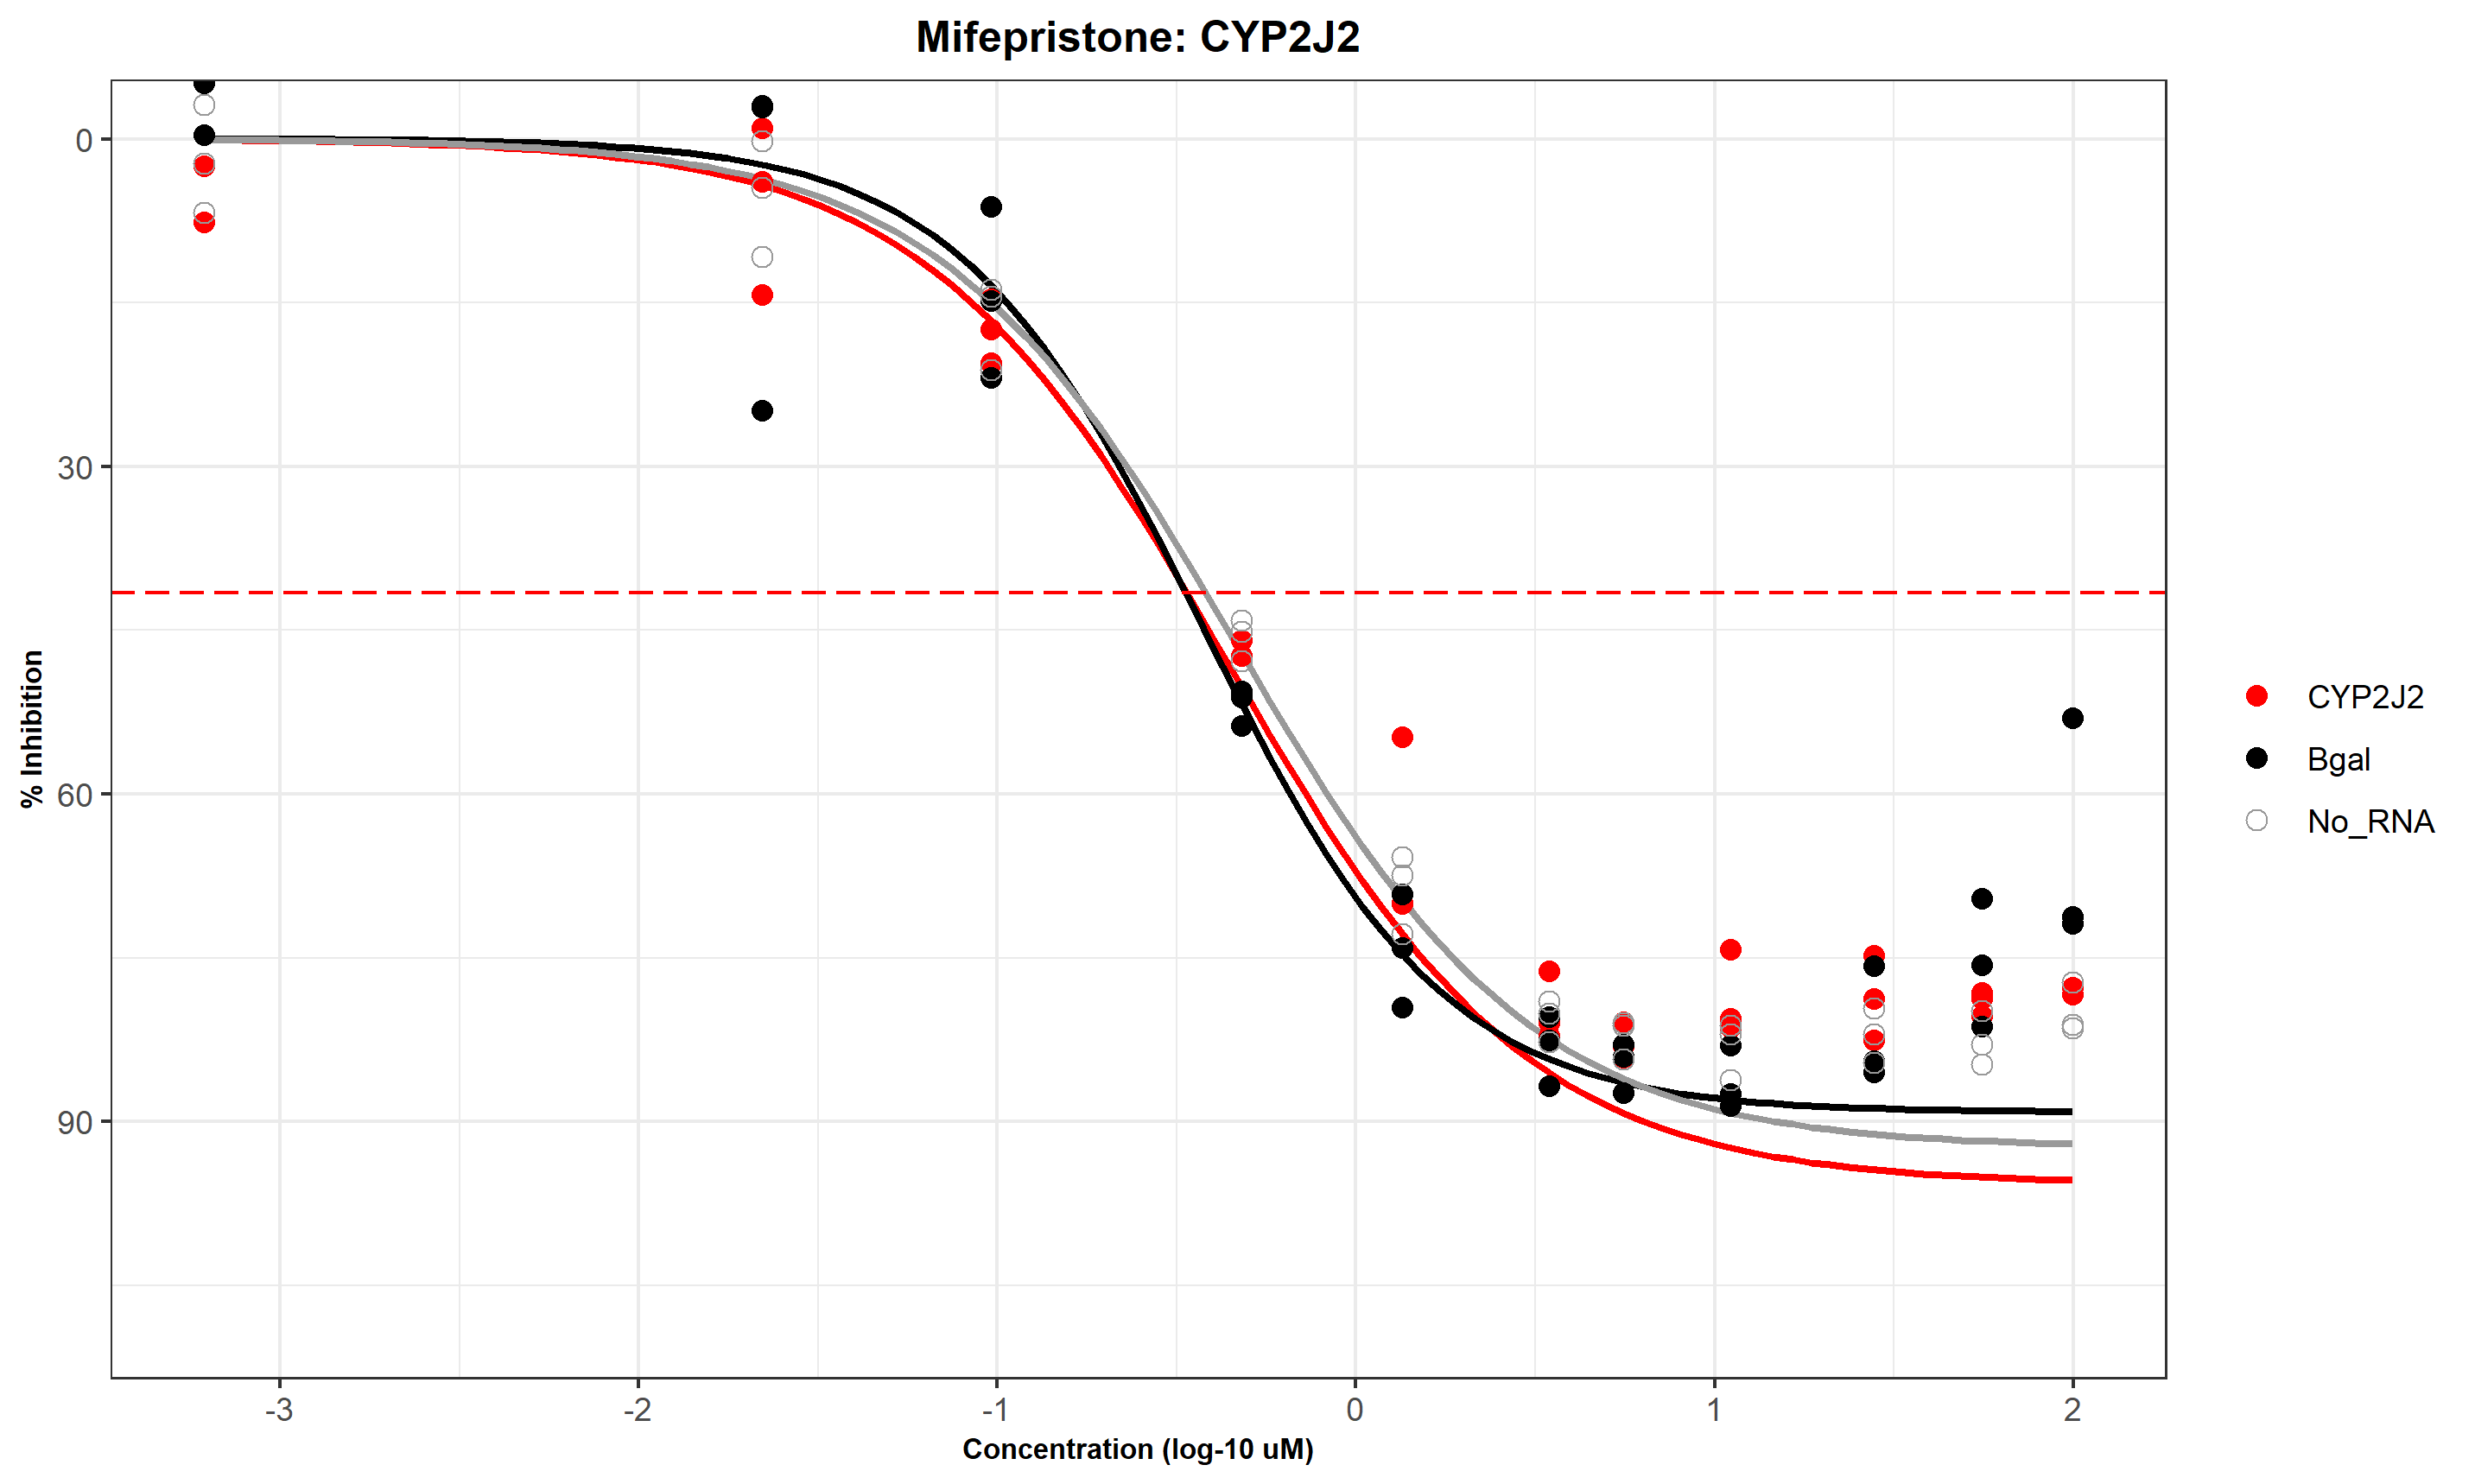 Mifepristone: CYP2J2
% Inhibition
0
30
60
90
-3
-2
-1
0
1
2
Concentration (log-10 uM)
CYP2J2
Bgal
No_RNA